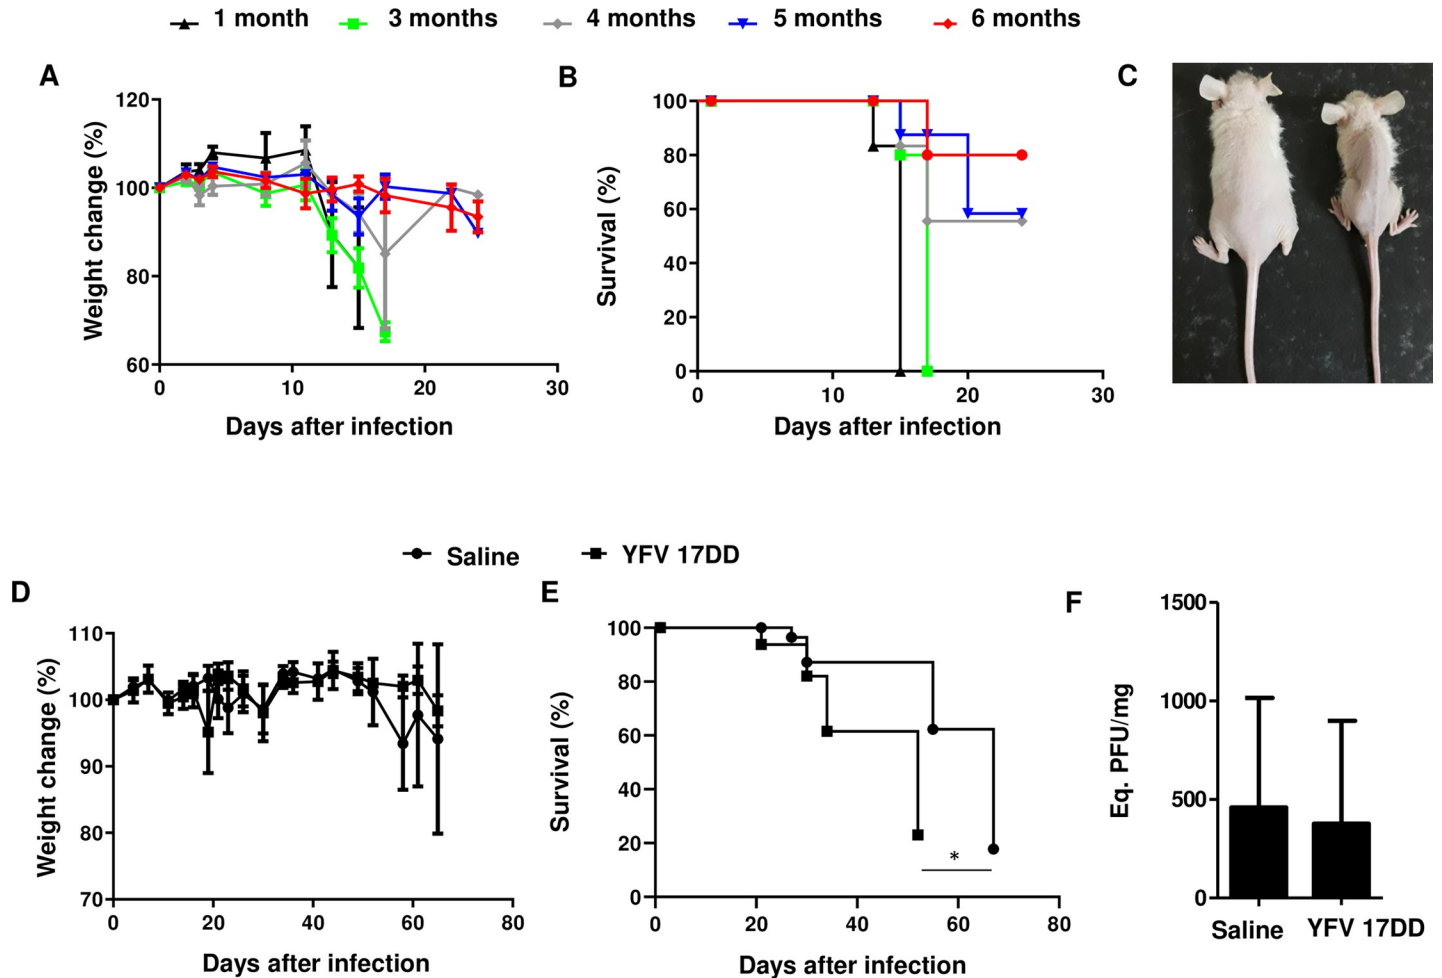 1 month 3 months 4 months 5 months 6 months
A
B
C
120
100
80
60
0 10 20 30
Weight change (%)
Days after infection
100
80
60
40
20
0
0 10 20 30
Survival (%)
Days after infection
Saline YFV 17DD
D
E
F
110
100
90
80
70
0 20 40 60 80
Weight change (%)
Days after infection
100
80
60
40
20
0
0 20 40 60 80
Survival (%)
*
Days after infection
1500
1000
500
0
Eq. PFU/mg
Saline YFV 17DD